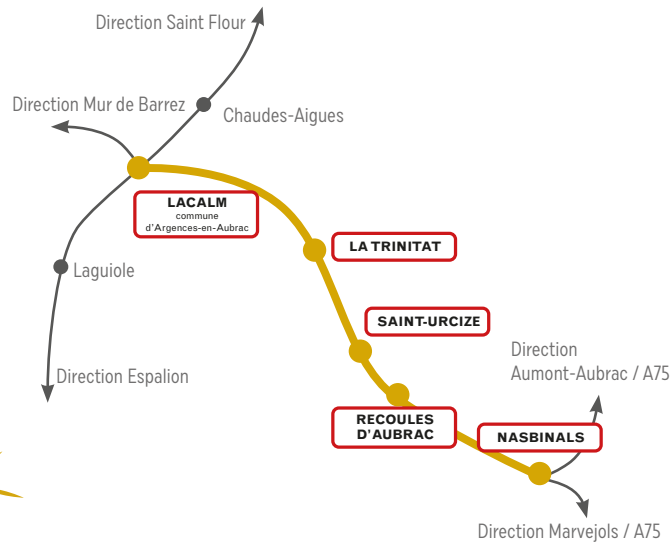 Direction Saint Flour
Direction Mur de Barrez
Chaudes-Aigues
LACALM
commune
d'Argences-en-Aubrac
LA TRINITAT
Laguiole
SAINT-URCIZE
Direction
Aumont-Aubrac / A75
Direction Espalion
RECOULES
D'AUBRAC
NASBINALS
Direction Marvejols / A75